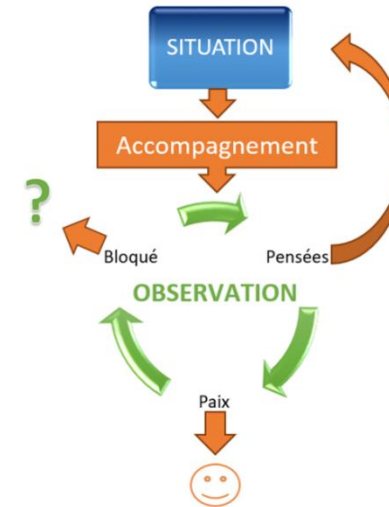 SITUATION
Accompagnement
?
Bloqué
Pensées
OBSERVATION
Paix